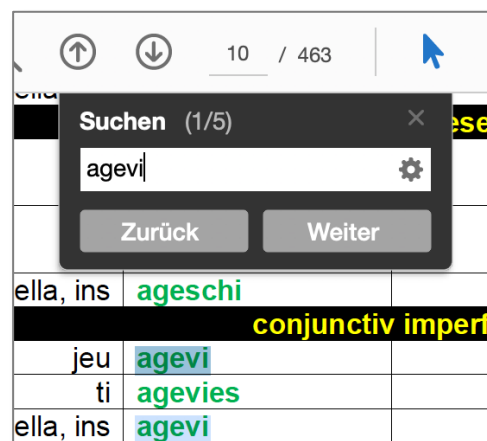 10 / 463
Suchen (1/5)
agevi
Zurück Weiter
ella, ins ageschi
conjunctiv imperf
jeu agevi
ti agevies
ella, ins agevi